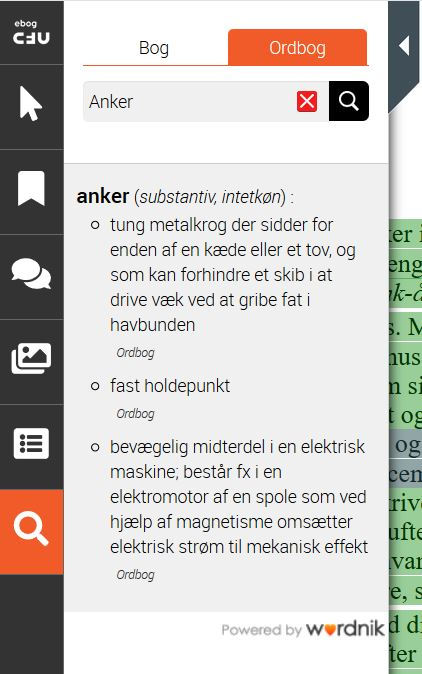 ebog
CFU
Bog
Ordbog
Anker
anker (substantiv, intetkøn) :
tung metalkrog der sidder for
enden af en kæde eller et tov, og
som kan forhindre et skib i at
drive væk ved at gribe fat i
havbunden
Ordbog
fast holdepunkt
Ordbog
bevægelig midterdel i en elektrisk
maskine; består fx i en
elektromotor af en spole som ved
hjælp af magnetisme omsætter
elektrisk strøm til mekanisk effekt
Ordbog
Powered by wordnik